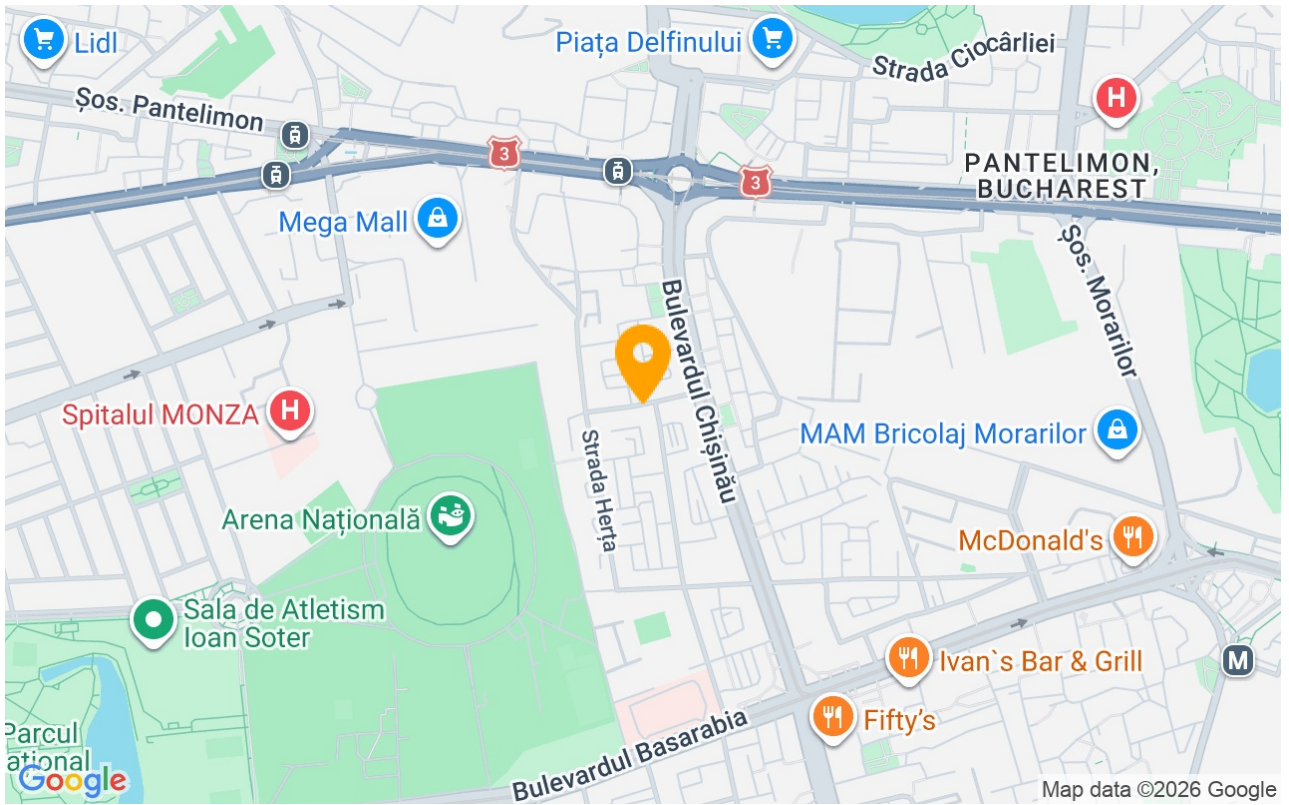 Lidl
Piața Delfinului
Strada Ciocârliei
Șos. Pantelimon
H
3
3
PANTELIMON,
BUCHAREST
Mega Mall
Șos. Morarilor
Bulevardul Chișinău
Spitalul MONZA
H
MAM Bricolaj Morarilor
Strada Herța
Arena Națională
McDonald's
Sala de Atletism
Ioan Soter
Ivan`s Bar & Grill
M
Fifty’s
Parcul
ațional
Bulevardul Basarabia
Google
Map data ©2026 Google